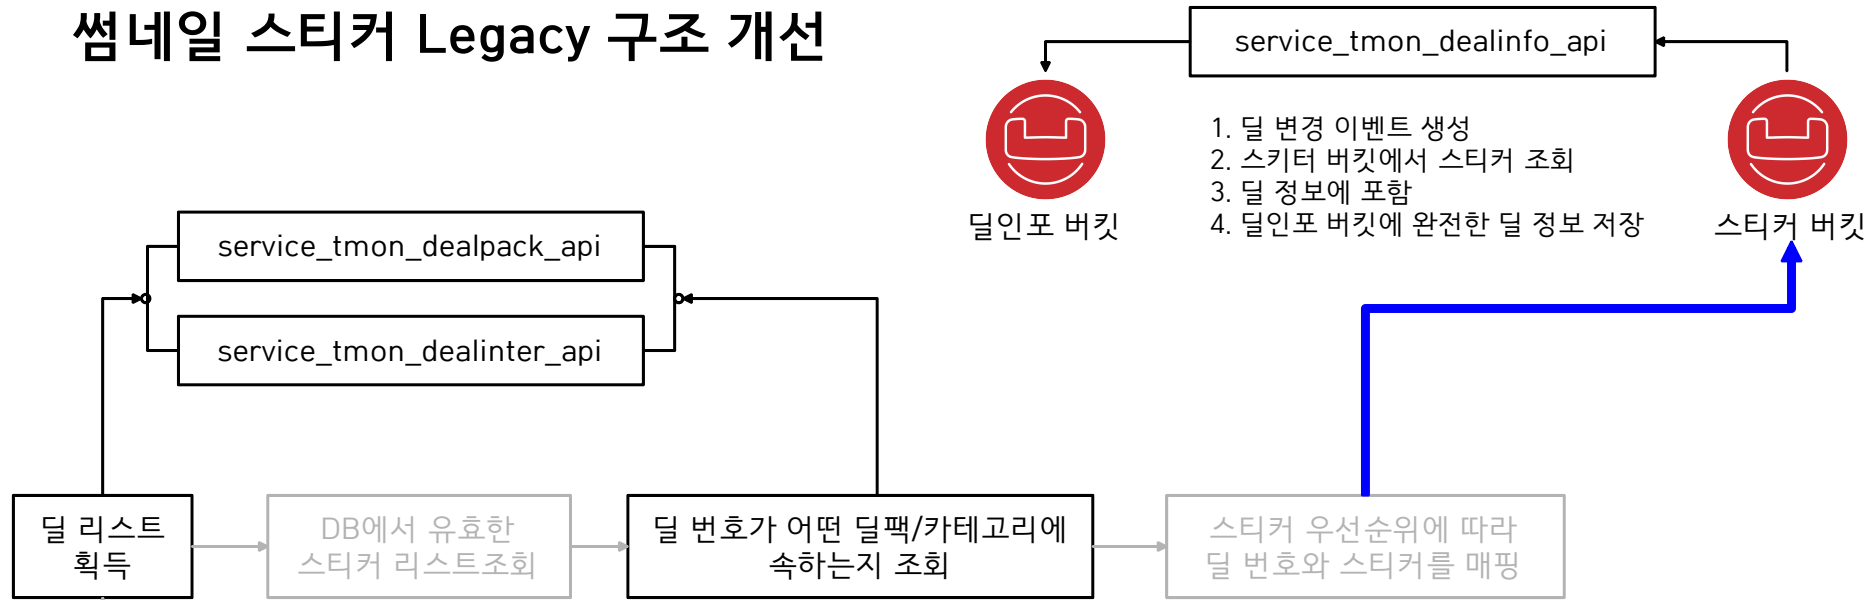 썸네일 스티커 Legacy 구조 개선
service_tmon_dealinfo_api
1. 딜 변경 이벤트 생성
2. 스키터 버킷에서 스티커 조회
3. 딜 정보에 포함
4. 딜인포 버킷에 완전한 딜 정보 저장
딜인포 버킷
스티커 버킷
service_tmon_dealpack_api
service_tmon_dealinter_api
딜 리스트
획득
DB에서 유효한
스티커 리스트조회
딜 번호가 어떤 딜팩/카테고리에
속하는지 조회
스티커 우선순위에 따라
딜 번호와 스티커를 매핑